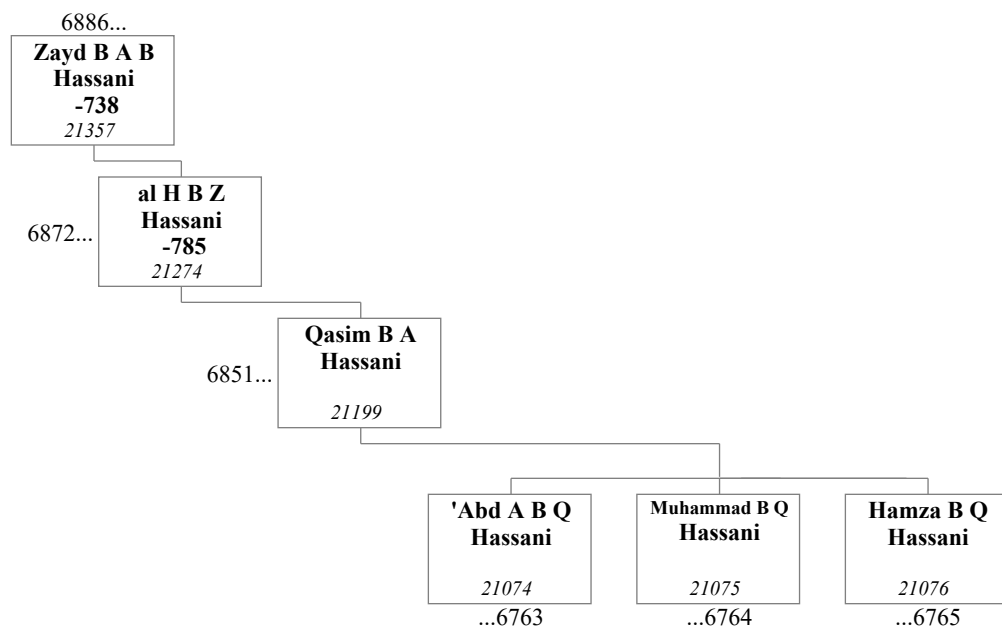 6886...
Zayd B A B
Hassani
-738
21357
al H B Z
Hassani
-785
21274
6872...
Qasim B A
Hassani
21199
6851...
'Abd A B Q
Hassani
21074
...6763
Muhammad B Q
Hassani
21075
...6764
Hamza B Q
Hassani
21076
...6765